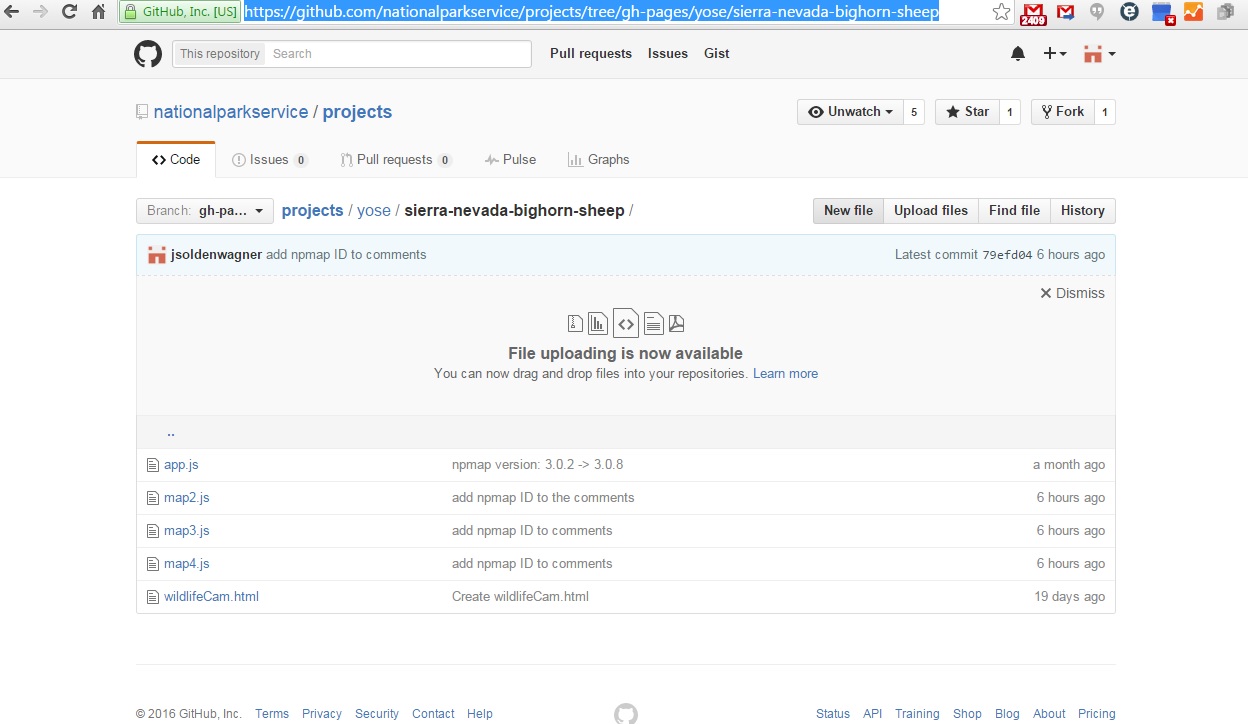 GitHub, Inc. [US] https://github.com/nationalparkservice/projects/tree/gh-pages/yose/sierra-nevada-bighorn-sheep 2409
This repository Search Pull requests Issues Gist
nationalparkservice / projects Unwatch 5 Star 1 Fork 1
Code Issues 0 Pull requests 0 Pulse Graphs
Branch: gh-pa... projects / yose / sierra-nevada-bighorn-sheep / New file Upload files Find file History
jsoldenwagner add npmap ID to comments Latest commit 79efd04 6 hours ago
Dismiss
File uploading is now available
You can now drag and drop files into your repositories. Learn more
..
app.js npmap version: 3.0.2 -> 3.0.8 a month ago
map2.js add npmap ID to the comments 6 hours ago
map3.js add npmap ID to comments 6 hours ago
map4.js add npmap ID to comments 6 hours ago
wildlifeCam.html Create wildlifeCam.html 19 days ago
© 2016 GitHub, Inc. Terms Privacy Security Contact Help Status API Training Shop Blog About Pricing